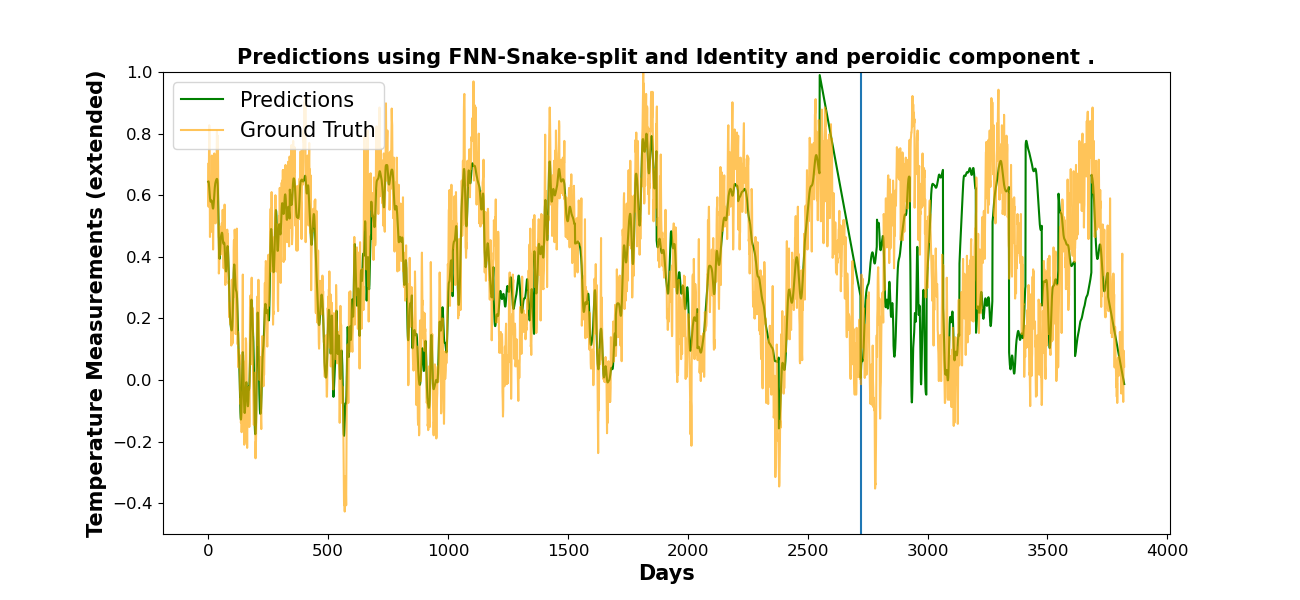 Predictions using FNN-Snake-split and Identity and peroidic component .
Temperature Measurements (extended)
1.0
0.8
0.6
0.4
0.2
0.0
−0.2
−0.4
Predictions
Ground Truth
0 500 1000 1500 2000 2500 3000 3500 4000
Days